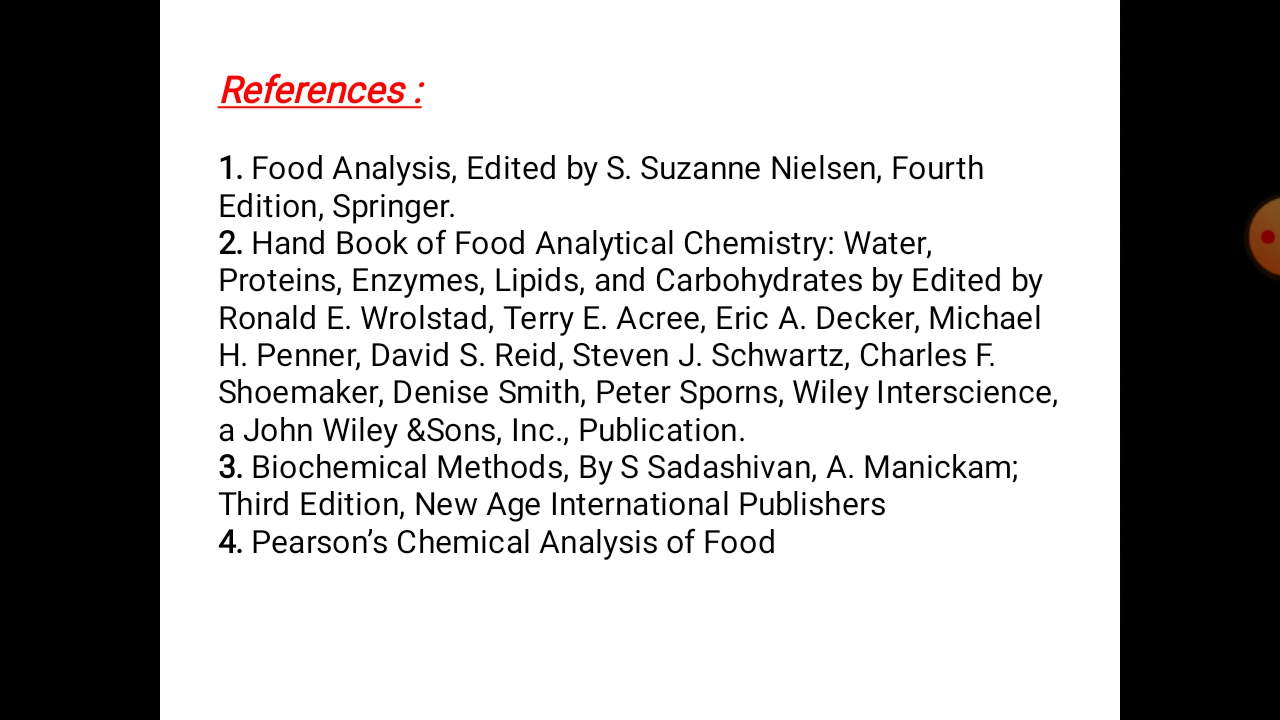 References :
1. Food Analysis, Edited by S. Suzanne Nielsen, Fourth
Edition, Springer.
2. Hand Book of Food Analytical Chemistry: Water,
Proteins, Enzymes, Lipids, and Carbohydrates by Edited by
Ronald E. Wrolstad, Terry E. Acree, Eric A. Decker, Michael
H. Penner, David S. Reid, Steven J. Schwartz, Charles F.
Shoemaker, Denise Smith, Peter Sporns, Wiley Interscience,
a John Wiley &Sons, Inc., Publication.
3. Biochemical Methods, By S Sadashivan, A. Manickam;
Third Edition, New Age International Publishers
4. Pearson’s Chemical Analysis of Food